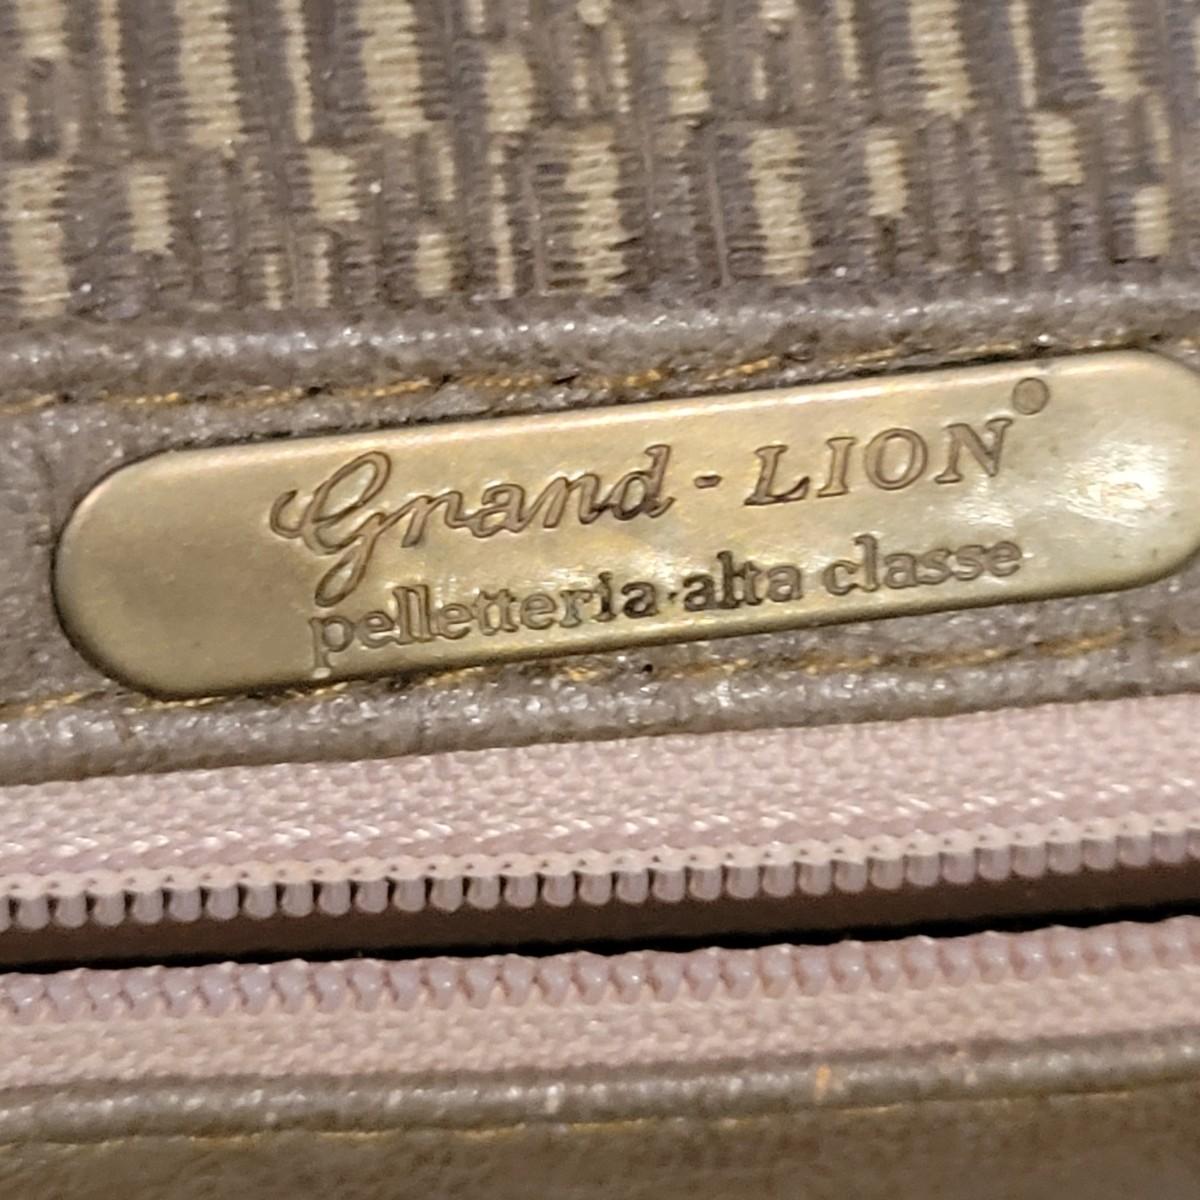 Grand - LION®
pelletteria alta classe